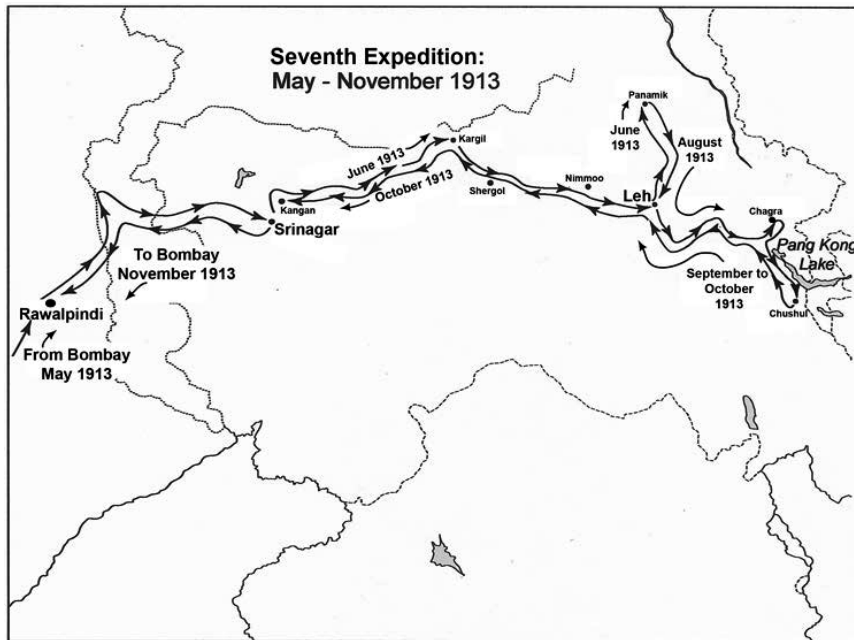 Seventh Expedition:
May - November 1913
Panamik
June
1913
August
1913
Kargil
June 1913
October 1913
Shergol
Nimmoo
Leh
Kangan
Srinagar
Chagra
Pang Kong
Lake
To Bombay
November 1913
September to
October
1913
Chushul
Rawalpindi
From Bombay
May 1913